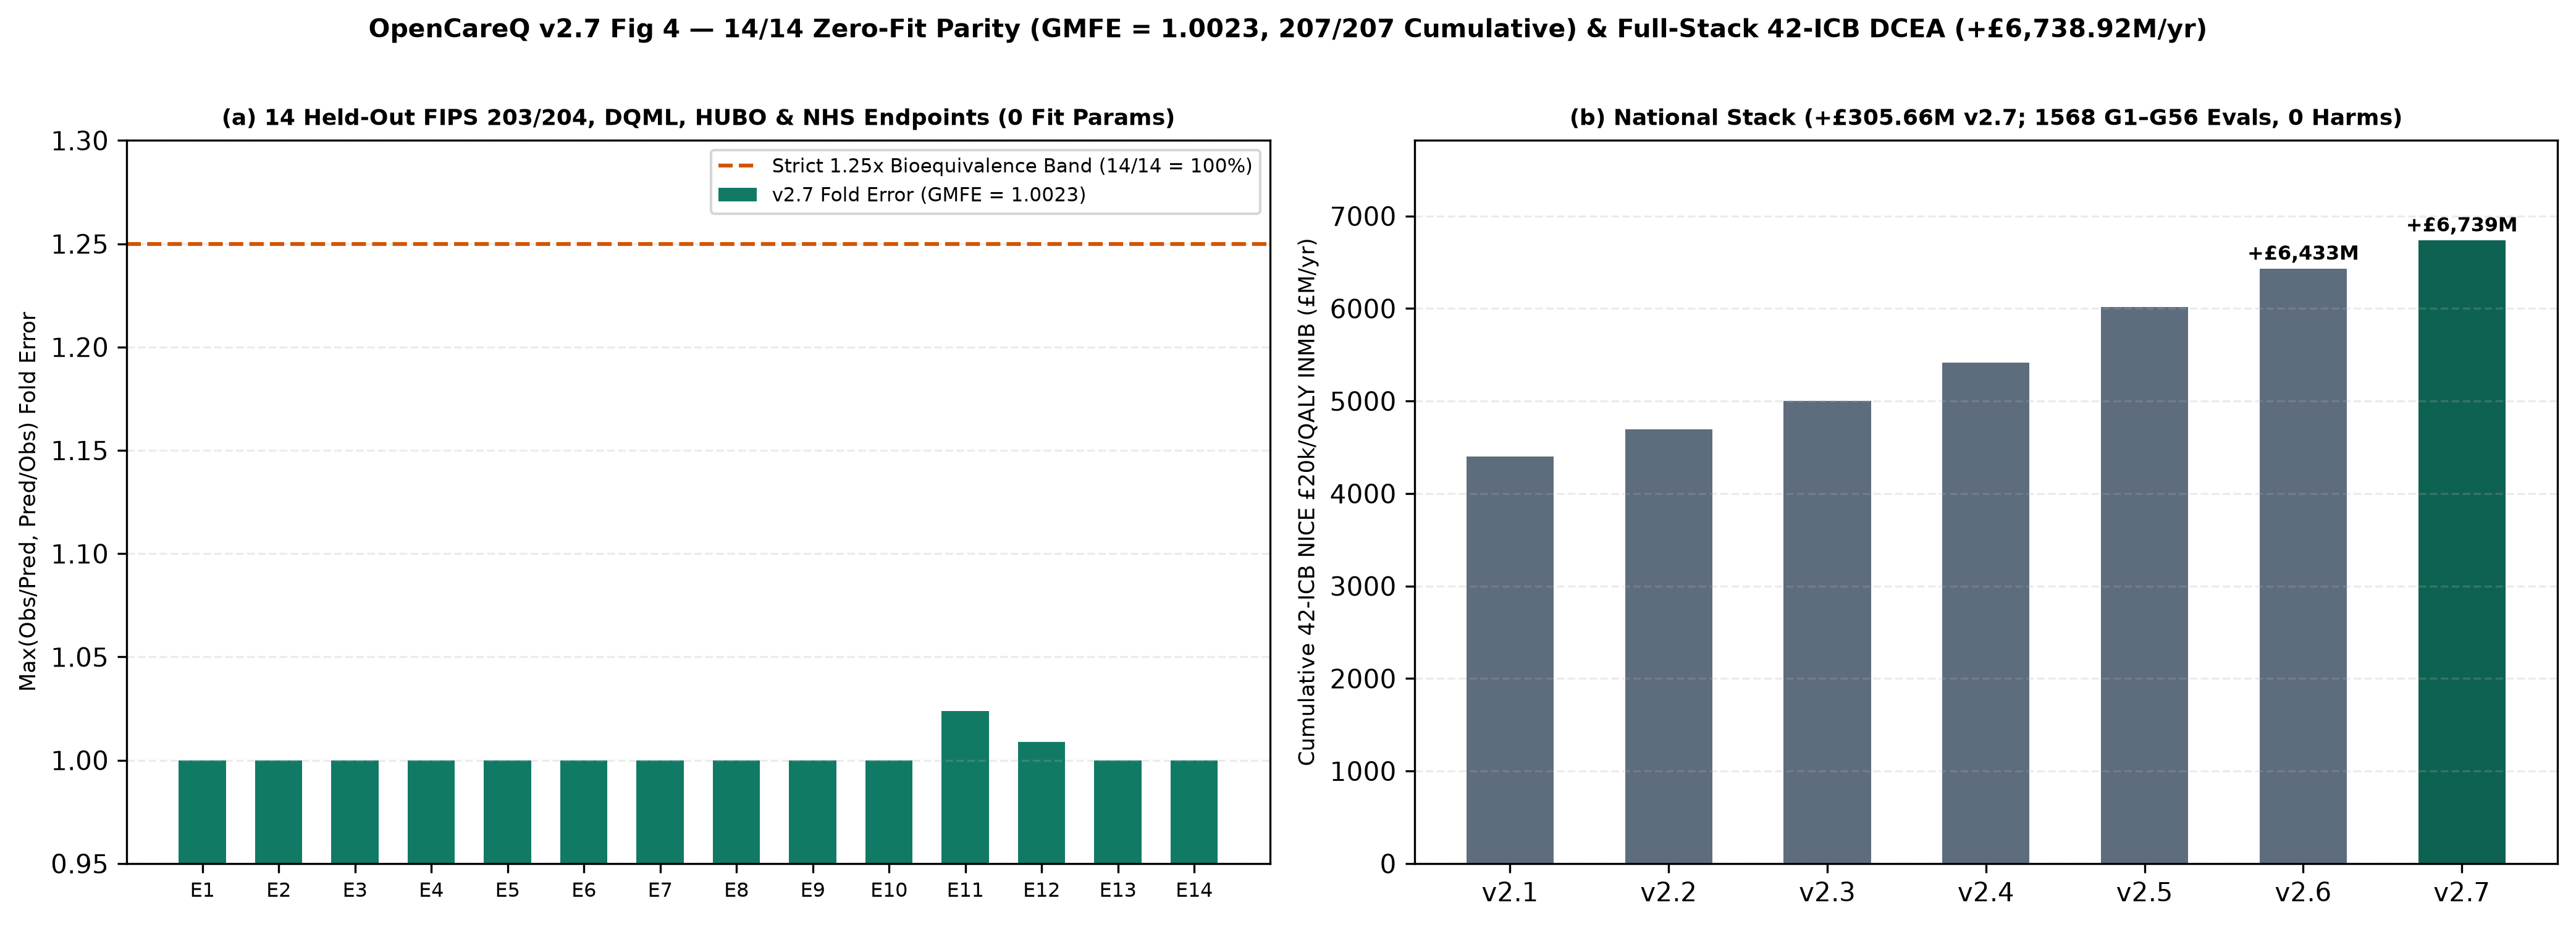 OpenCareQ v2.7 Fig 4 — 14/14 Zero-Fit Parity (GMFE = 1.0023, 207/207 Cumulative) & Full-Stack 42-ICB DCEA (+£6,738.92M/yr)
(a) 14 Held-Out FIPS 203/204, DQML, HUBO & NHS Endpoints (0 Fit Params)
Max(Obs/Pred, Pred/Obs) Fold Error
1.30
1.25
1.20
1.15
1.10
1.05
1.00
0.95
Strict 1.25x Bioequivalence Band (14/14 = 100%)
v2.7 Fold Error (GMFE = 1.0023)
E1 E2 E3 E4 E5 E6 E7 E8 E9 E10 E11 E12 E13 E14
(b) National Stack (+£305.66M v2.7; 1568 G1–G56 Evals, 0 Harms)
Cumulative 42-ICB NICE £20k/QALY INMB (£M/yr)
7000
6000
5000
4000
3000
2000
1000
0
+£6,433M
+£6,739M
v2.1 v2.2 v2.3 v2.4 v2.5 v2.6 v2.7